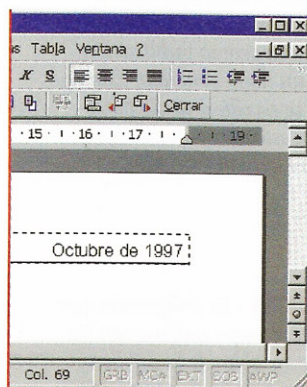 Tabla Ventana ?
K S
Cerrar
15 16 17 19
Octubre de 1997
Col. 69 GRB MCA EXT SOB AWP